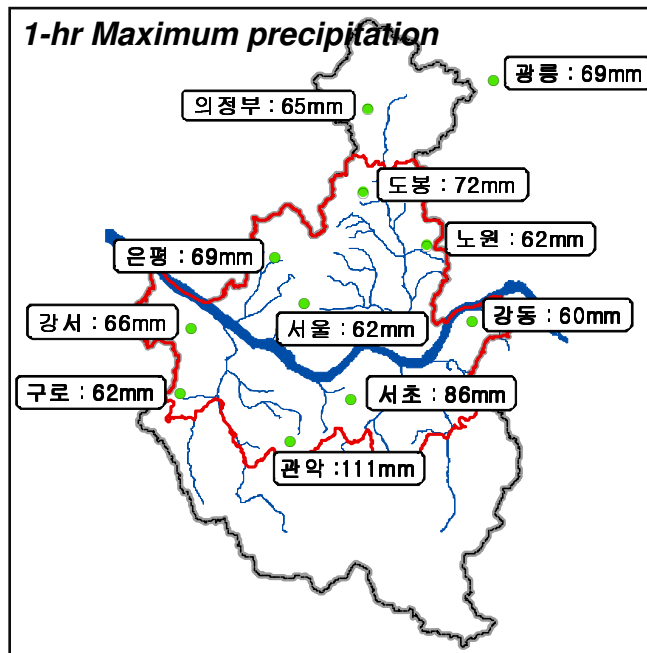 1-hr Maximum precipitation
광릉 : 69mm
의정부 : 65mm
도봉 : 72mm
노원 : 62mm
은평 : 69mm
강서 : 66mm
서울 : 62mm
강동 : 60mm
구로 : 62mm
서초 : 86mm
관악 :111mm